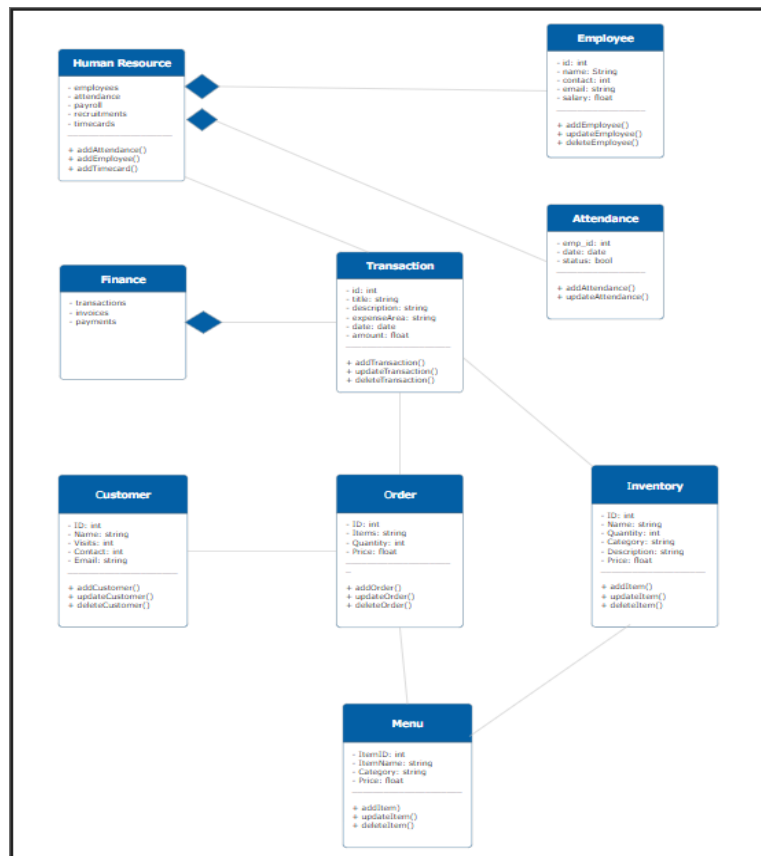 Human Resource
- employees
- attendance
- payroll
- recruitments
- timecards
+ addAttendance()
+ addEmployee()
+ addTimecard()
Employee
- id: int
- name: String
- contact: int
- email: string
- salary: float
+ addEmployee()
+ updateEmployee()
+ deleteEmployee()
Attendance
- emp_id: int
- date: date
- status: bool
+ addAttendance()
+ updateAttendance()
Finance
- transactions
- invoices
- payments
Transaction
- id: int
- title: string
- description: string
- expenseArea: string
- date: date
- amount: float
+ addTransaction()
+ updateTransaction()
+ deleteTransaction()
Customer
- ID: int
- Name: string
- Visits: int
- Contact: int
- Email: string
+ addCustomer()
+ updateCustomer()
+ deleteCustomer()
Order
- ID: int
- Items: string
- Quantity: int
- Price: float
+ addOrder()
+ updateOrder()
+ deleteOrder()
Inventory
- ID: int
- Name: string
- Quantity: int
- Category: string
- Description: string
- Price: float
+ addItem()
+ updateItem()
+ deleteItem()
Menu
- ItemID: int
- ItemName: string
- Category: string
- Price: float
+ addItem)
+ updateItem()
+ deleteItem()